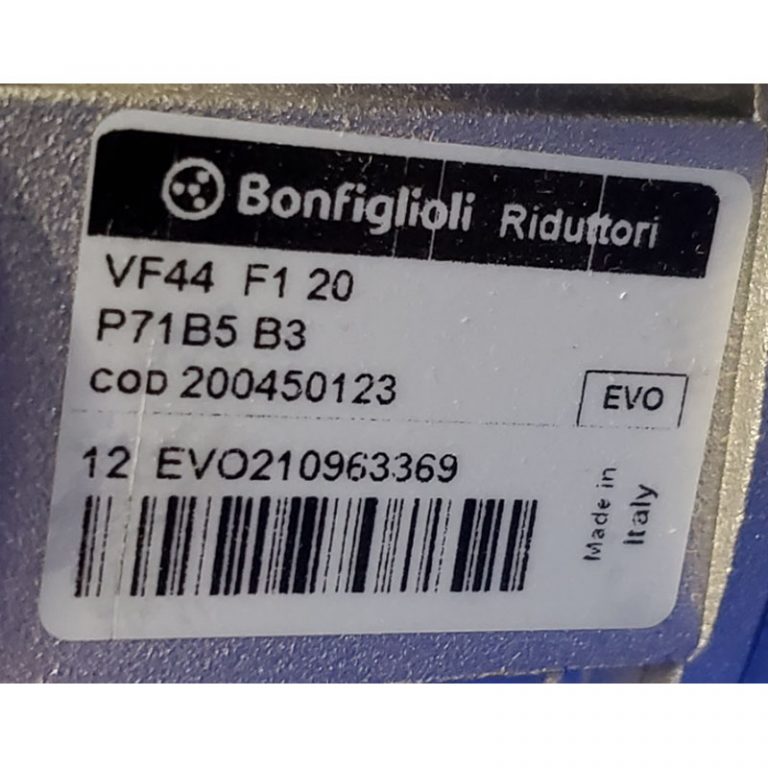 Bonfiglioli Riduttori
VF44 F1 20
P71B5 B3
COD 200450123
EVO
12 EVO210963369
Made in
Italy